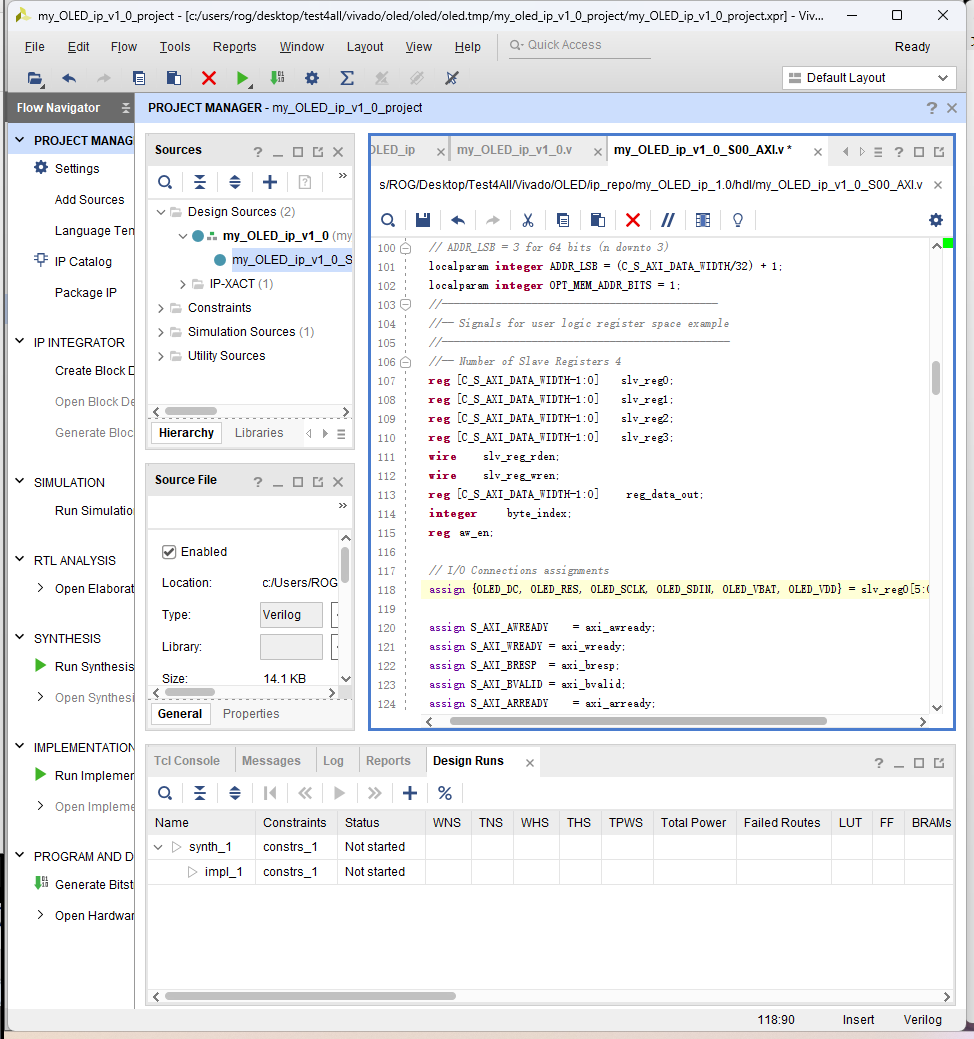 my_OLED_ip_v1_0_project - [c:/users/rog/desktop/test4all/vivado/oled/oled/oled.tmp/my_oled_ip_v1_0_project/my_OLED_ip_v1_0_project.xpr] - Viv...
File Edit Flow Tools Reports Window Layout View Help Quick Access Ready
Default Layout
Flow Navigator
PROJECT MANAG
Settings
Add Sources
Language Ten
IP Catalog
Package IP
IP INTEGRATOR
Create Block D
Open Block De
Generate Bloc
SIMULATION
Run Simulatio
RTL ANALYSIS
Open Elaborat
SYNTHESIS
Run Synthesis
Open Synthesi
IMPLEMENTATION
Run Implemer
Open Impleme
PROGRAM AND D
Generate Bitst
Open Hardwar
PROJECT MANAGER - my_OLED_ip_v1_0_project
Sources
Design Sources (2)
my_OLED_ip_v1_0 (my
my_OLED_ip_v1_0_S
IP-XACT (1)
Constraints
Simulation Sources (1)
Utility Sources
Hierarchy Libraries
Source File
Enabled
Location: c:/Users/ROG
Type: Verilog
Library:
Size: 14.1 KB
General Properties
OLED_ip my_OLED_ip_v1_0.v my_OLED_ip_v1_0_S00_AXI.v *
s/ROG/Desktop/Test4All/Vivado/OLED/ip_repo/my_OLED_ip_1.0/hdl/my_OLED_ip_v1_0_S00_AXI.v
100 // ADDR_LSB = 3 for 64 bits (n downto 3)
101 localparam integer ADDR_LSB = (C_S_AXI_DATA_WIDTH/32) + 1;
102 localparam integer OPT_MEM_ADDR_BITS = 1;
103 //----------------------------------------------
104 //-- Signals for user logic register space example
105 //------------------------------------------------
106 //-- Number of Slave Registers 4
107 reg [C_S_AXI_DATA_WIDTH-1:0] slv_reg0;
108 reg [C_S_AXI_DATA_WIDTH-1:0] slv_reg1;
109 reg [C_S_AXI_DATA_WIDTH-1:0] slv_reg2;
110 reg [C_S_AXI_DATA_WIDTH-1:0] slv_reg3;
111 wire slv_reg_rden;
112 wire slv_reg_wren;
113 reg [C_S_AXI_DATA_WIDTH-1:0] reg_data_out;
114 integer byte_index;
115 reg aw_en;
116
117 // I/O Connections assignments
118 assign {OLED_DC, OLED_RES, OLED_SCLK, OLED_SDIN, OLED_VBAT, OLED_VDD} = slv_reg0[5:0
119
120 assign S_AXI_AWREADY = axi_awready;
121 assign S_AXI_WREADY = axi_wready;
122 assign S_AXI_BRESP = axi_bresp;
123 assign S_AXI_BVALID = axi_bvalid;
124 assign S_AXI_ARREADY = axi_arready;
Tcl Console Messages Log Reports Design Runs
Name Constraints Status WNS TNS WHS THS TPWS Total Power Failed Routes LUT FF BRAMs
synth_1 constrs_1 Not started
impl_1 constrs_1 Not started
118:90 Insert Verilog